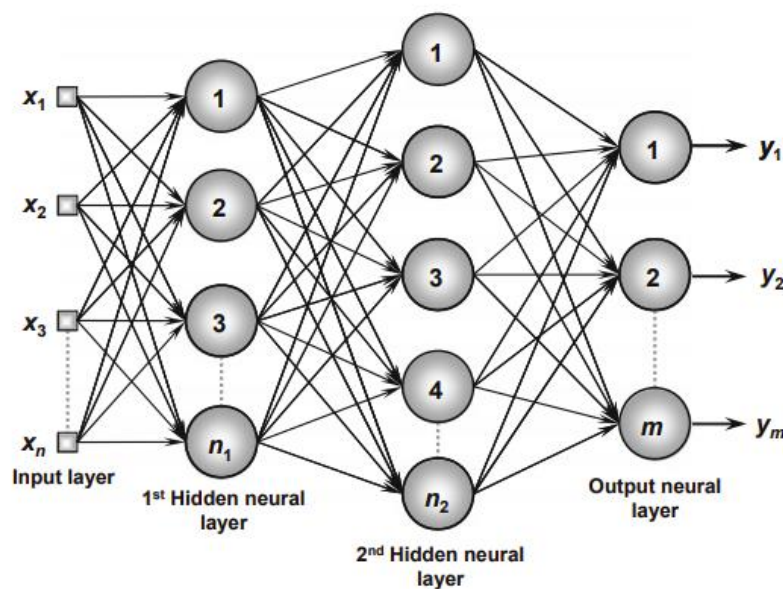 x1
x2
x3
xn
Input layer
1
2
3
n1
1st Hidden neural
layer
1
2
3
4
n2
2nd Hidden neural
layer
1
2
m
Output neural
layer
y1
y2
ym